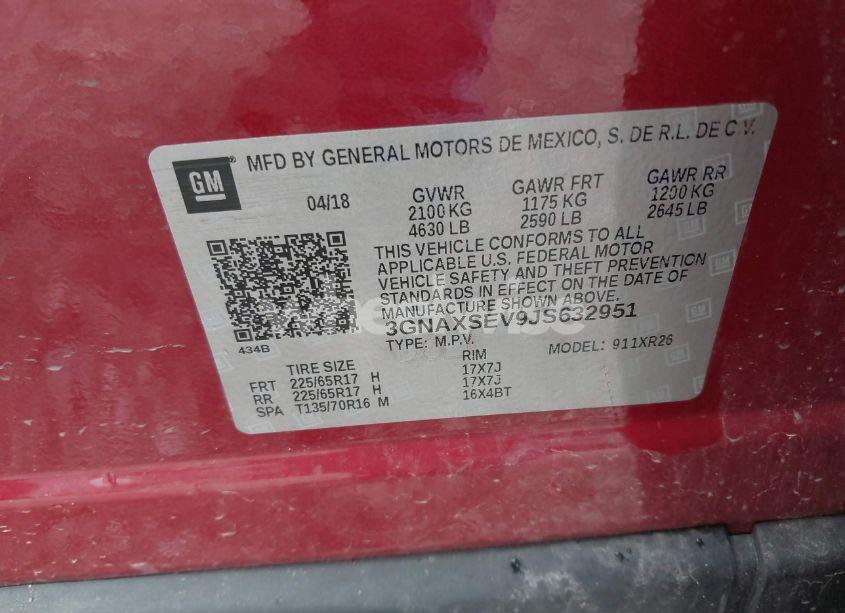 GM
MFD BY GENERAL MOTORS DE MEXICO, S. DE R.L. DE C V.
04/18 GVWR GAWR FRT GAWR RR
2100 KG 1175 KG 1200 KG
4630 LB 2590 LB 2645 LB
THIS VEHICLE CONFORMS TO ALL
APPLICABLE U.S. FEDERAL MOTOR
VEHICLE SAFETY AND THEFT PREVENTION
STANDARDS IN EFFECT ON THE DATE OF
MANUFACTURE SHOWN ABOVE.
3GNAXSEV9JS632951
434B
TYPE: M.P.V. MODEL: 911XR26
TIRE SIZE RIM
FRT 225/65R17 H 17X7J
RR 225/65R17 H 17X7J
SPA T135/70R16 M 16X4BT